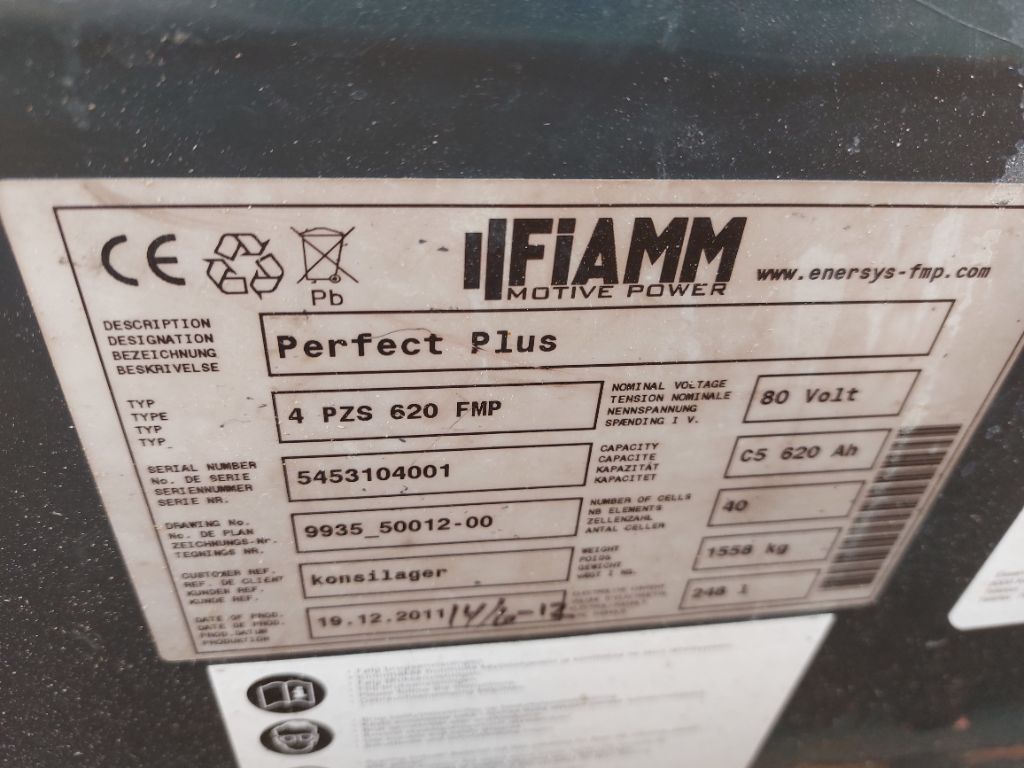 CE
Pb
FiAMM
MOTIVE POWER
www.enersys-fmp.com
DESCRIPTION
DESIGNATION
BEZEICHNUNG
BESKRIVELSE
Perfect Plus
TYP
TYPE
TYP
TYP
4 PZS 620 FMP
NOMINAL VOLTAGE
TENSION NOMINALE
NENNSPANNUNG
SPÆNDING I V.
80 Volt
SERIAL NUMBER
No. DE SERIE
SERIENNUMMER
SERIE NR.
5453104001
CAPACITY
CAPACITE
KAPAZITÄT
KAPACITET
C5 620 Ah
DRAWING No.
No. DE PLAN
ZEICHNUNGS-Nr.
TEGNINGS NR.
9935 50012-00
NUMBER OF CELLS
NB ELEMENTS
ZELLENZAHL
ANTAL CELLER
40
CUSTOMER REF.
REF. DE CLIENT
KUNDEN REF.
KUNDE REF.
konsilager
WEIGHT
POIDS
GEWICHT
VÆGT I KG.
1558 kg
DATE OF PROD.
DATE DE PROD.
PROD.DATUM
PRODUKTION
19.12.2011
248 l